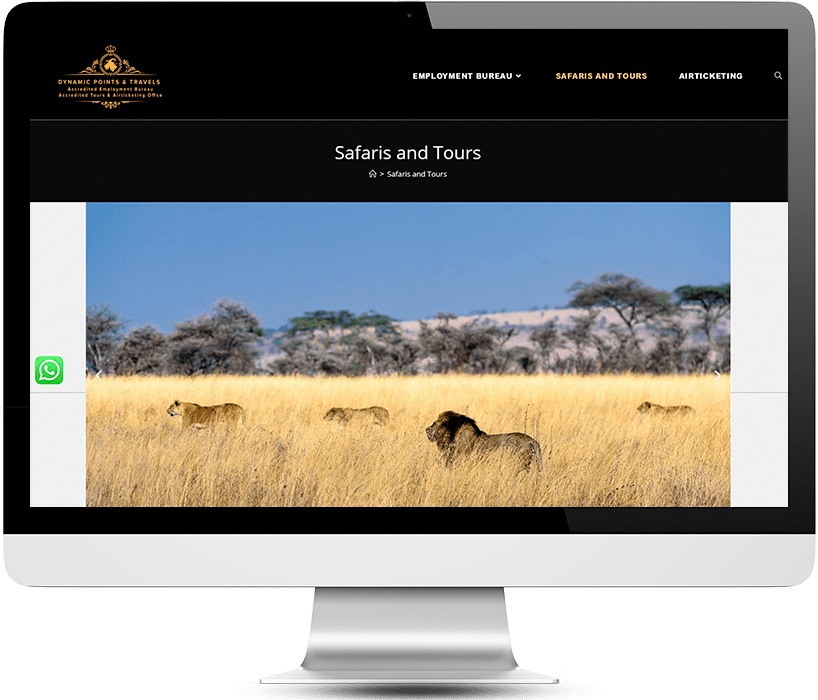 DYNAMIC POINTS & TRAVELS
Accredited Employment Bureau
Accredited Tours & Airticketing Office
EMPLOYMENT BUREAU
SAFARIS AND TOURS
AIRTICKETING
Safaris and Tours
> Safaris and Tours